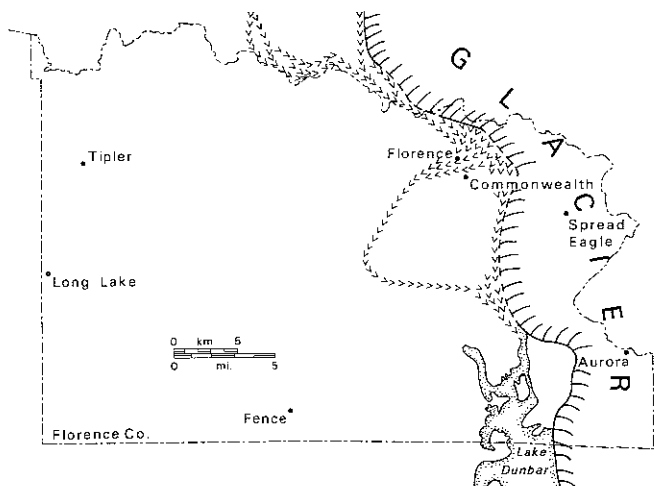 GLACIER
Florence
Tipler
Commonwealth
Spread
Eagle
Long Lake
0 km 5
0 mi. 5
Aurora
Fence
Florence Co.
Lake
Dunbar